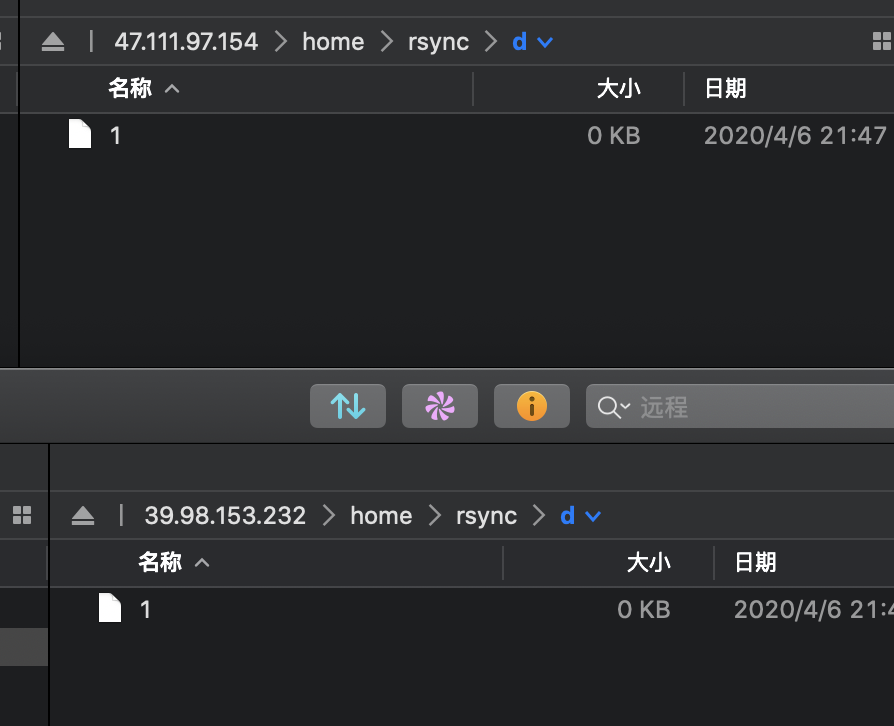 47.111.97.154 home rsync d
名称 大小 日期
1 0 KB 2020/4/6 21:47
远程
39.98.153.232 home rsync d
名称 大小 日期
1 0 KB 2020/4/6 21:4